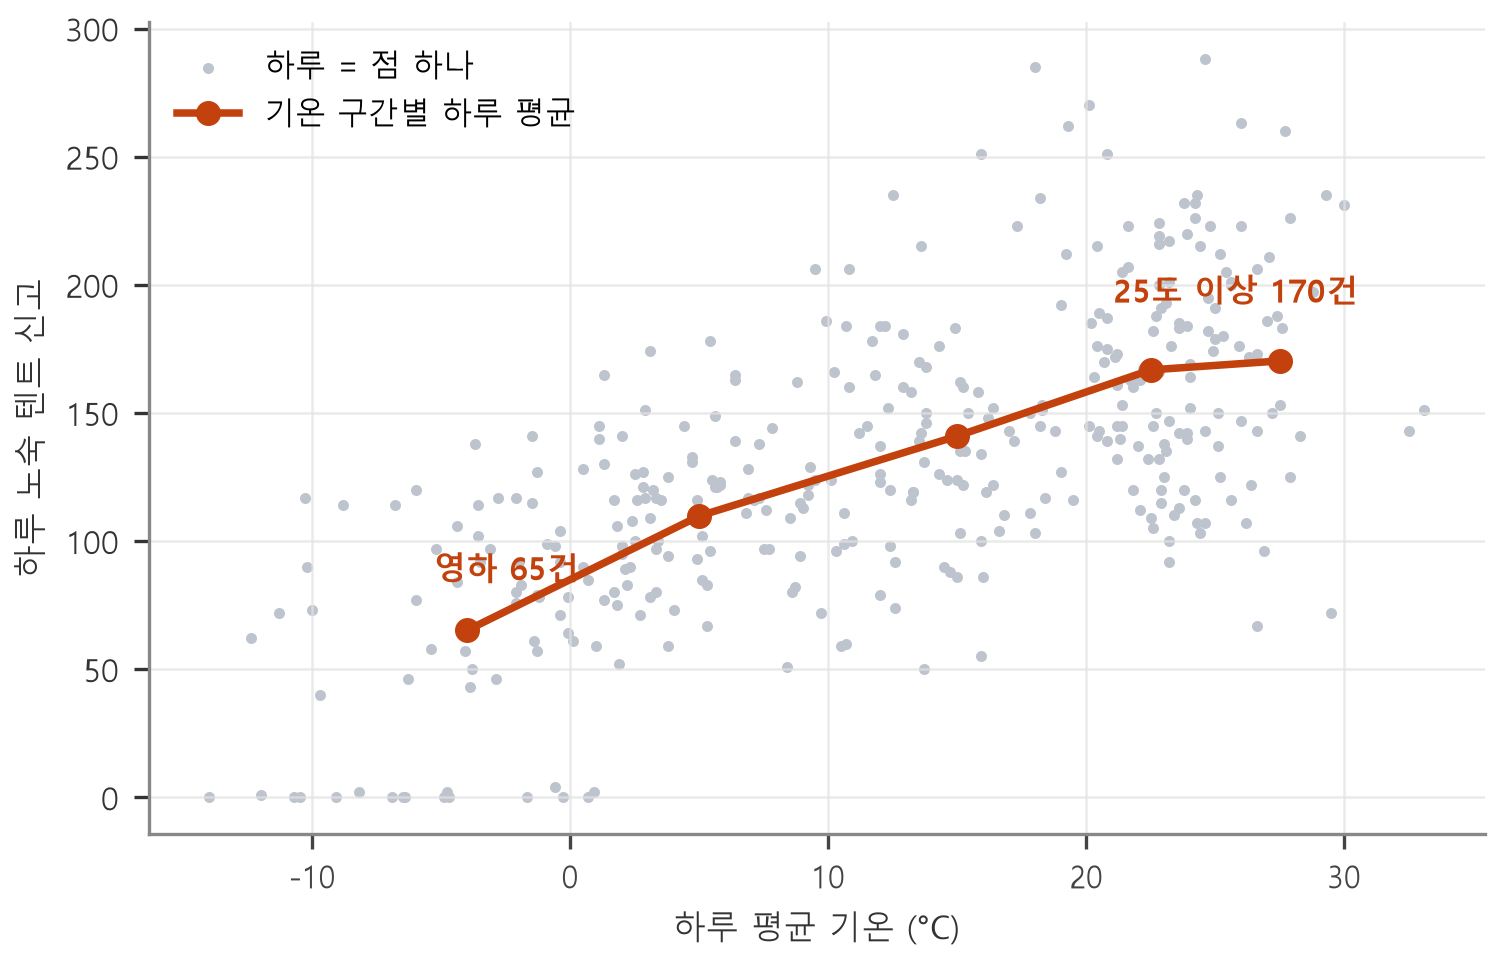 하루 = 점 하나
기온 구간별 하루 평균
300
250
200
150
100
50
0
하루 노숙 텐트 신고
25도 이상 170건
영하 65건
-10
0
10
20
30
하루 평균 기온 (°C)